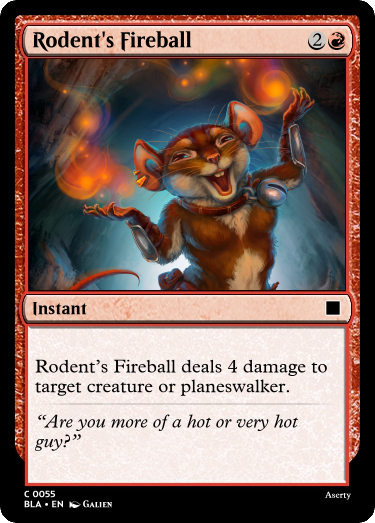 Rodent's Fireball 2
Instant
Rodent's Fireball deals 4 damage to
target creature or planeswalker.
“Are you more of a hot or very hot
guy?”
C 0055
BLA • EN Galien
Aserty